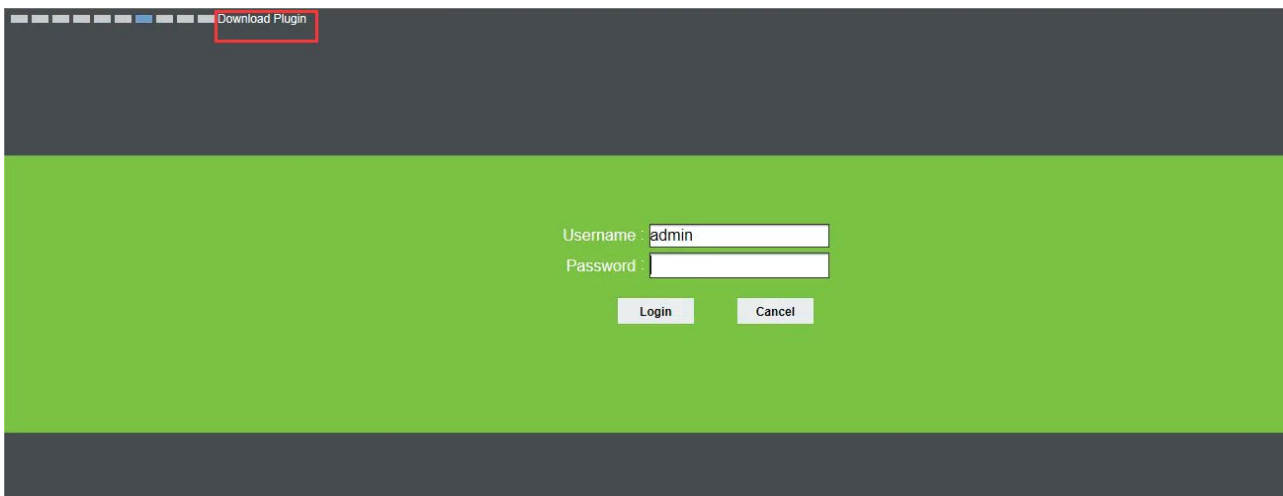 Download Plugin
Username : admin
Password :
Login Cancel